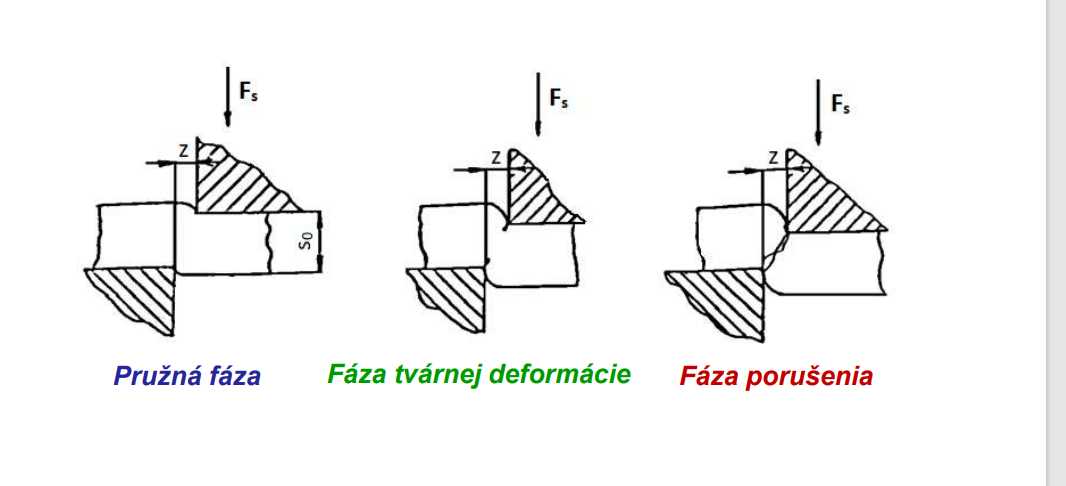 Fs
Fs
Fs
z
z
z
s0
Pružná fáza
Fáza tvárnej deformácie
Fáza porušenia